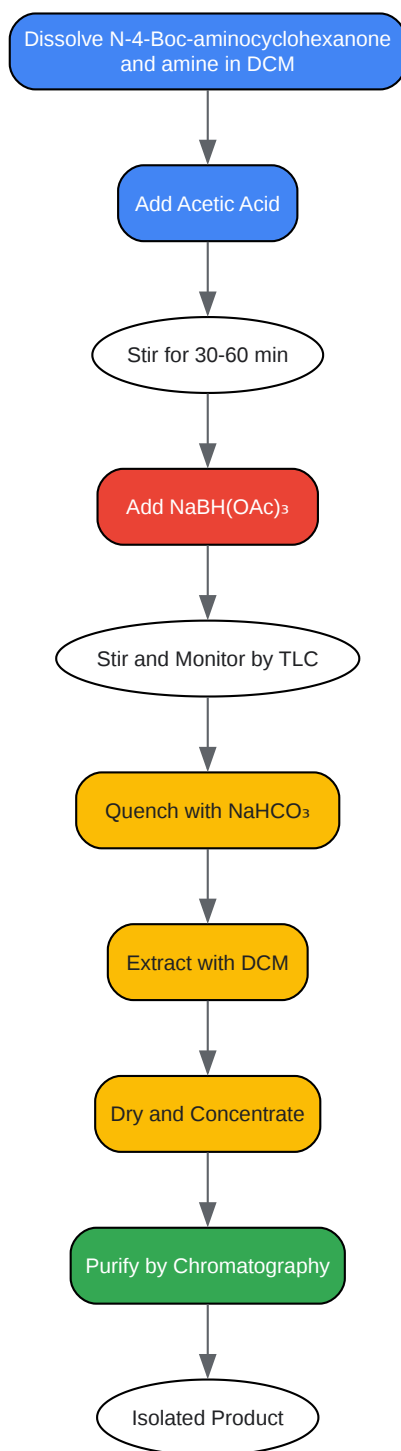 Dissolve N-4-Boc-aminocyclohexanone
and amine in DCM
Add Acetic Acid
Stir for 30-60 min
Add NaBH(OAc)₃
Stir and Monitor by TLC
Quench with NaHCO₃
Extract with DCM
Dry and Concentrate
Purify by Chromatography
Isolated Product